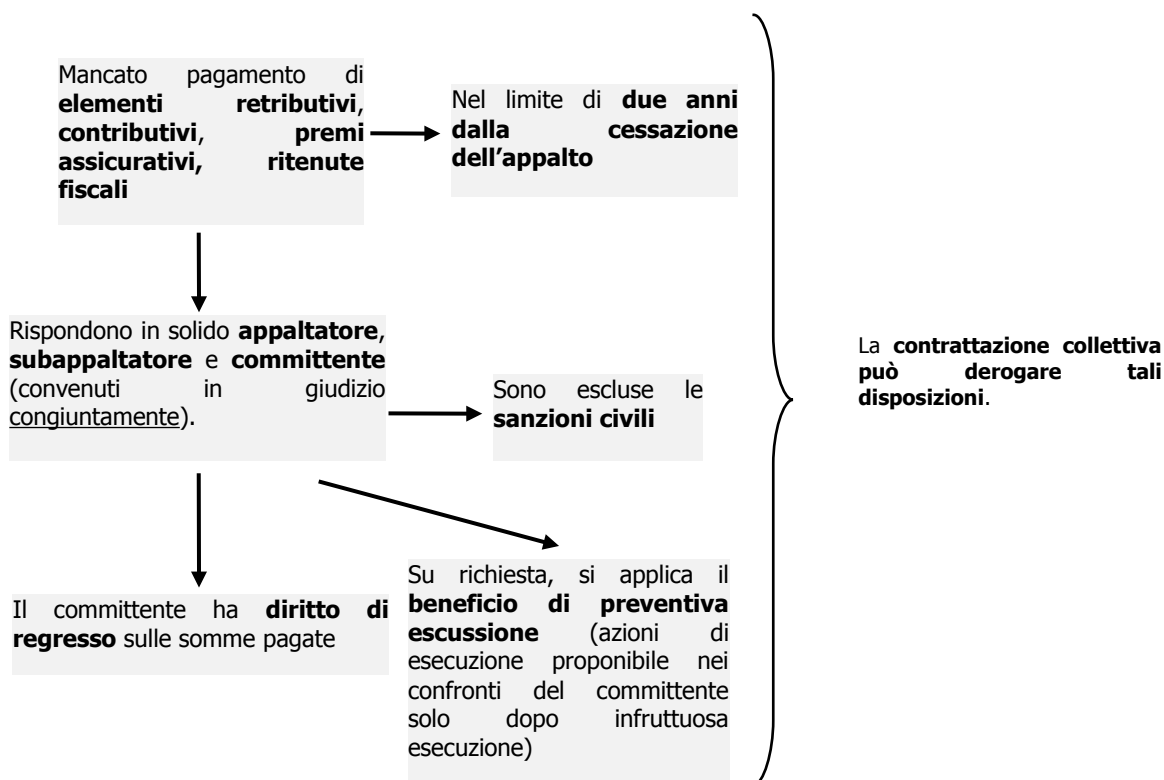 Mancato pagamento di
elementi retributivi,
contributivi, premi
assicurativi, ritenute
fiscali
Nel limite di due anni
dalla cessazione
dell'appalto
Rispondono in solido appaltatore,
subappaltatore e committente
(convenuti in giudizio
congiuntamente).
Sono escluse le
sanzioni civili
La contrattazione collettiva
può derogare tali
disposizioni.
Il committente ha diritto di
regresso sulle somme pagate
Su richiesta, si applica il
beneficio di preventiva
escussione (azioni di
esecuzione proponibile nei
confronti del committente
solo dopo infruttuosa
esecuzione)